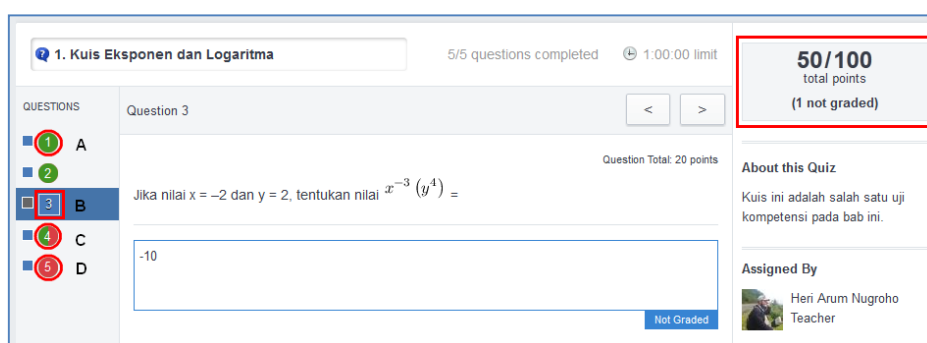 1. Kuis Eksponen dan Logaritma
5/5 questions completed
1:00:00 limit
50/100
total points
(1 not graded)
QUESTIONS
Question 3
<
>
1 A
2
3 B
4 C
5 D
Question Total: 20 points
Jika nilai x = –2 dan y = 2, tentukan nilai x⁻³ (y⁴) =
-10
Not Graded
About this Quiz
Kuis ini adalah salah satu uji
kompetensi pada bab ini.
Assigned By
Heri Arum Nugroho
Teacher